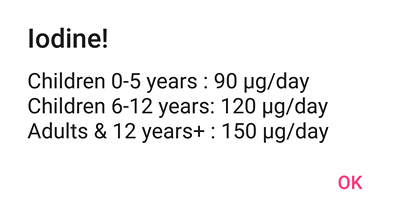 Iodine!
Children 0-5 years : 90 µg/day
Children 6-12 years: 120 µg/day
Adults & 12 years+ : 150 µg/day
OK